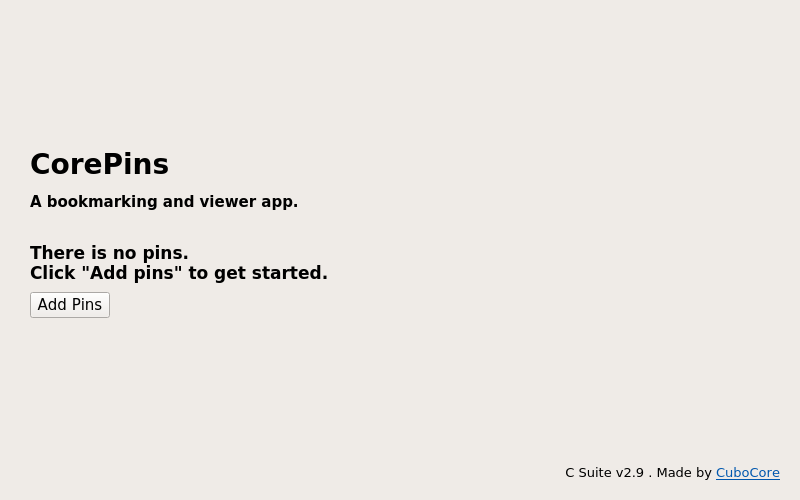 CorePins
A bookmarking and viewer app.
There is no pins.
Click "Add pins" to get started.
Add Pins
C Suite v2.9 . Made by CuboCore